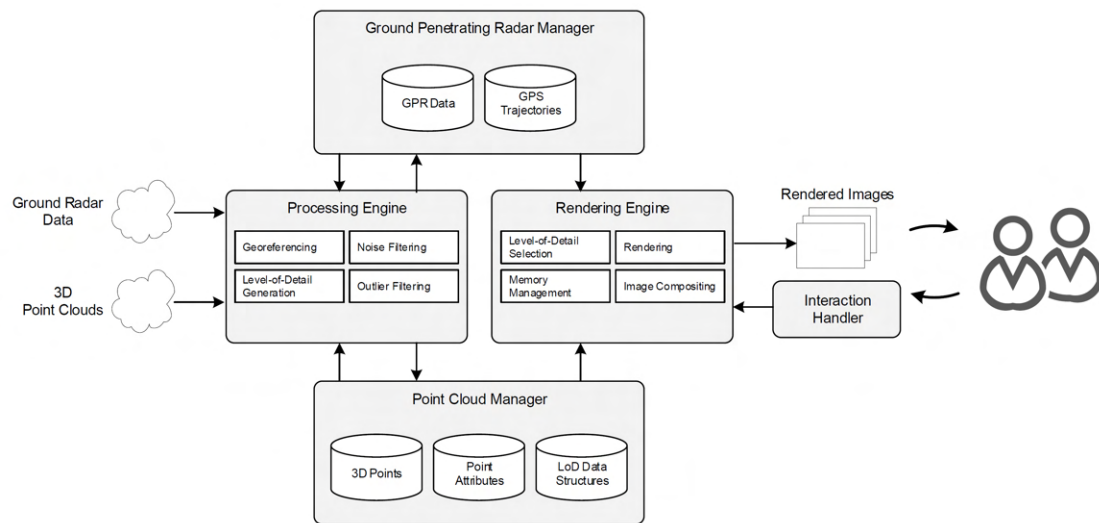 Ground Penetrating Radar Manager
GPR Data
GPS
Trajectories
Ground Radar
Data
3D
Point Clouds
Processing Engine
Georeferencing
Noise Filtering
Level-of-Detail
Generation
Outlier Filtering
Rendering Engine
Level-of-Detail
Selection
Rendering
Memory
Management
Image Compositing
Rendered Images
Interaction
Handler
Point Cloud Manager
3D Points
Point
Attributes
LoD Data
Structures